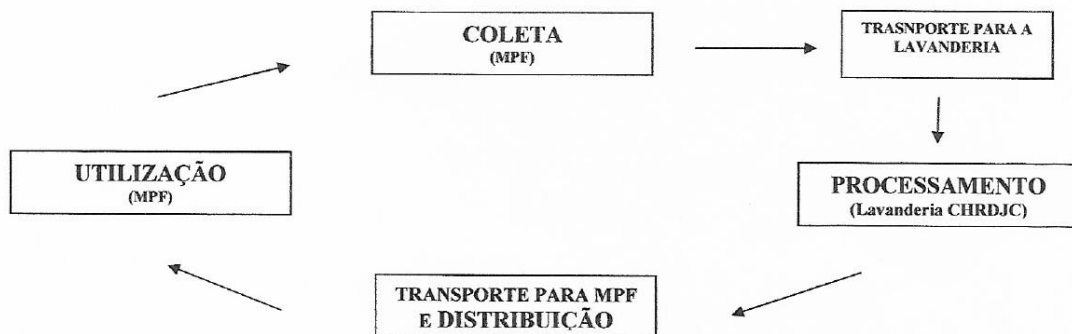 COLETA
(MPF)
TRASNPORTE PARA A
LAVANDERIA
UTILIZAÇÃO
(MPF)
PROCESSAMENTO
(Lavanderia CHRDJC)
TRANSPORTE PARA MPF
E DISTRIBUIÇÃO